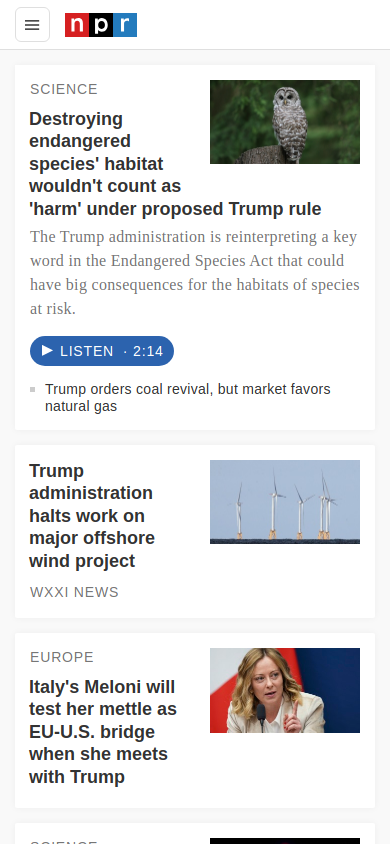 npr
SCIENCE
Destroying
endangered
species' habitat
wouldn't count as
'harm' under proposed Trump rule
The Trump administration is reinterpreting a key
word in the Endangered Species Act that could
have big consequences for the habitats of species
at risk.
LISTEN · 2:14
Trump orders coal revival, but market favors
natural gas
Trump
administration
halts work on
major offshore
wind project
WXXI NEWS
EUROPE
Italy's Meloni will
test her mettle as
EU-U.S. bridge
when she meets
with Trump